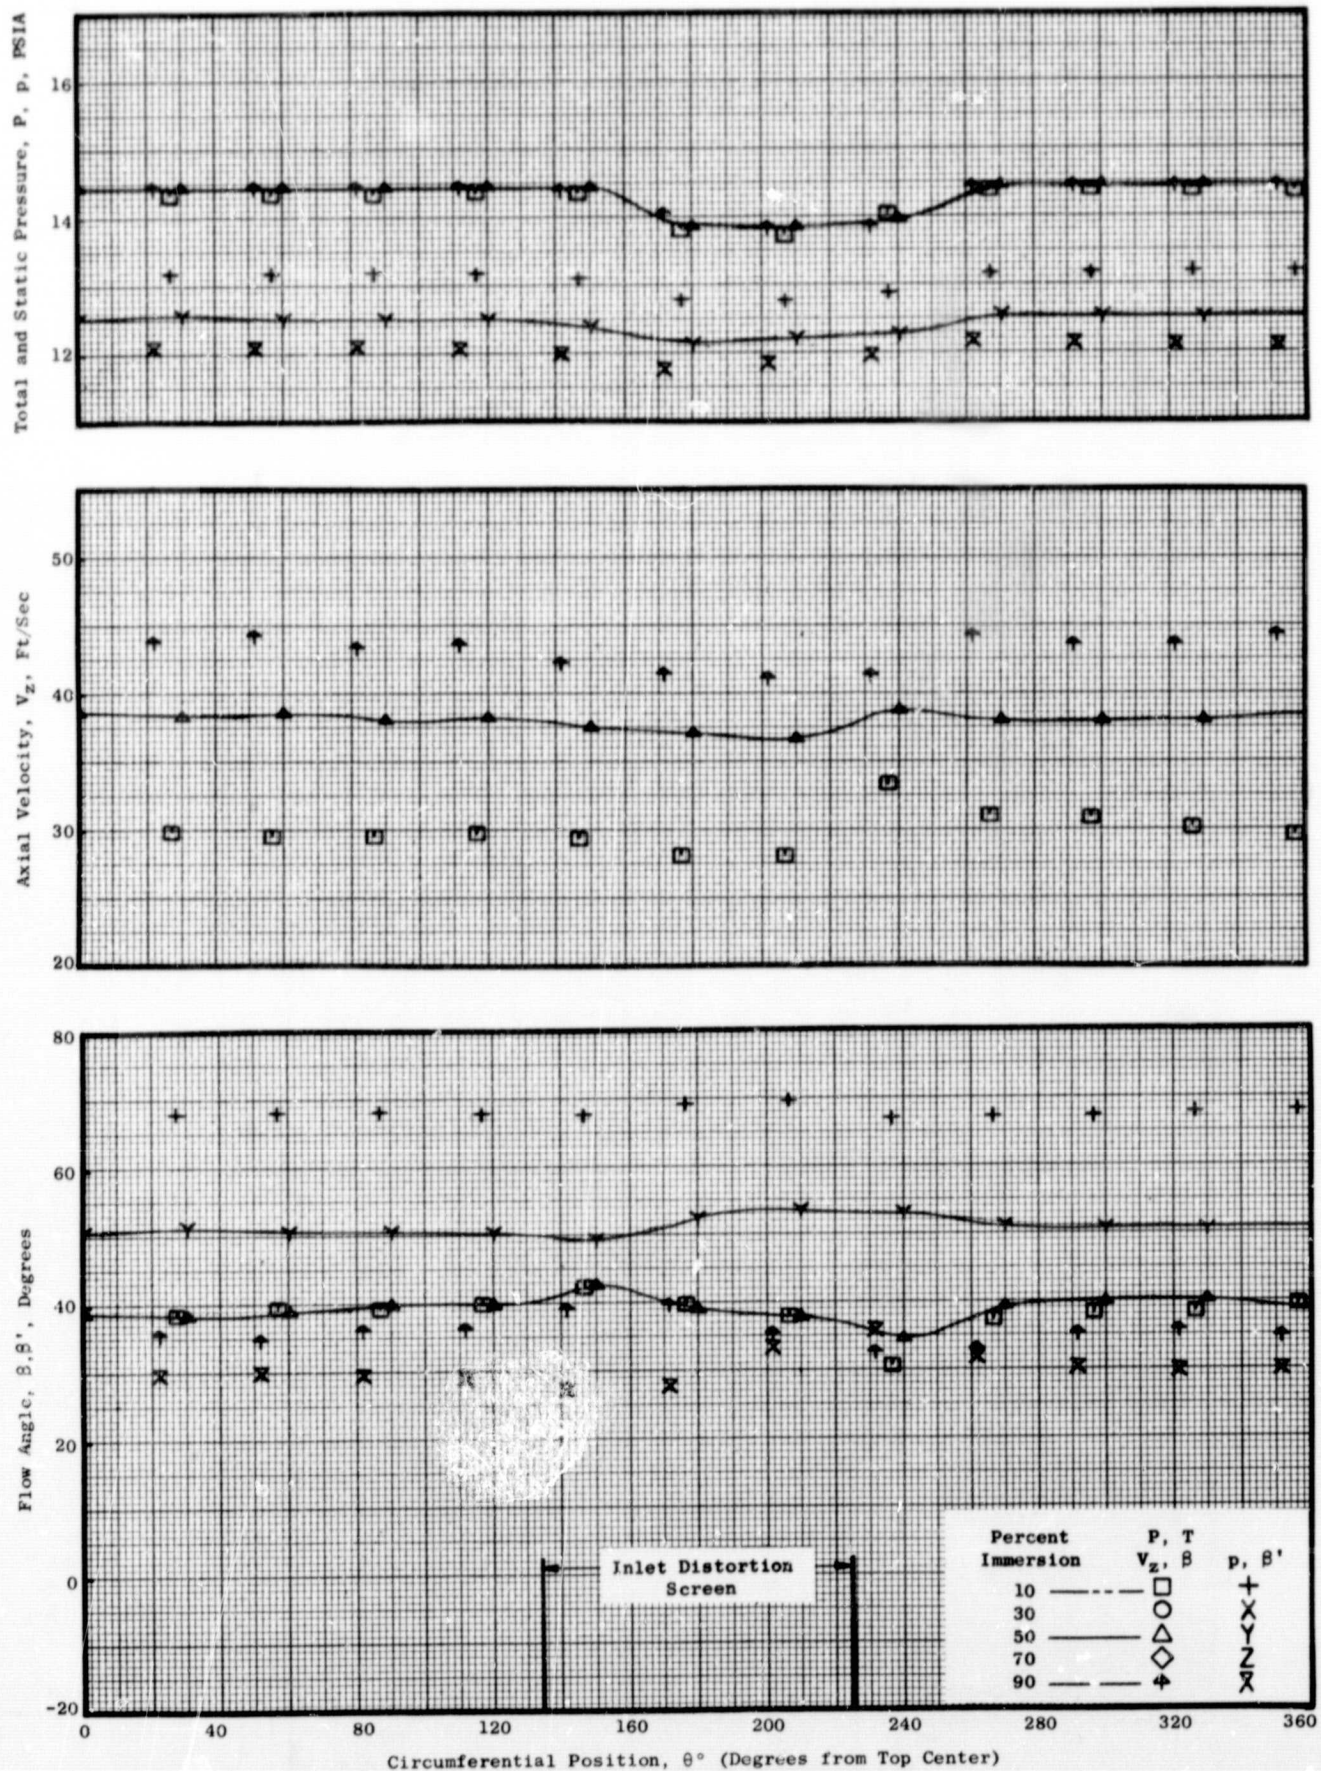 Total and Static Pressure, P, p, PSIA
16
14
12
Axial Velocity, Vz, Ft/Sec
50
40
30
20
Flow Angle, β,β', Degrees
80
60
40
20
0
-20
Inlet Distortion
Screen
Percent P, T
Immersion Vz, β p, β'
10
30
50
70
90
0 40 80 120 160 200 240 280 320 360
Circumferential Position, θ° (Degrees from Top Center)